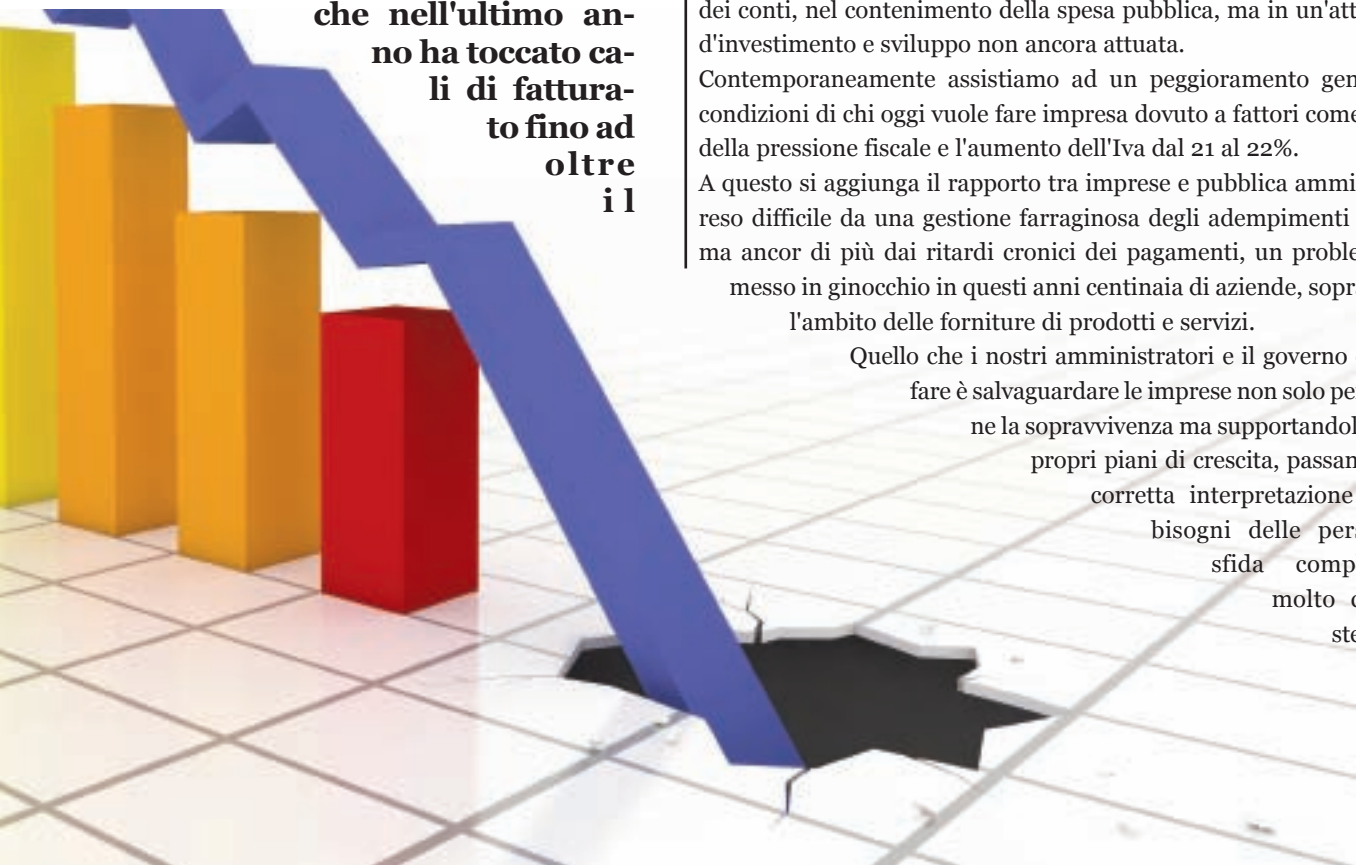 che nell'ultimo an-
no ha toccato ca-
li di fattura-
to fino ad
oltre
il
dei conti, nel contenimento della spesa pubblica, ma in un'att
d'investimento e sviluppo non ancora attuata.
Contemporaneamente assistiamo ad un peggioramento gen
condizioni di chi oggi vuole fare impresa dovuto a fattori come
della pressione fiscale e l'aumento dell'Iva dal 21 al 22%.
A questo si aggiunga il rapporto tra imprese e pubblica ammi
reso difficile da una gestione farraginosa degli adempimenti
ma ancor di più dai ritardi cronici dei pagamenti, un proble
messo in ginocchio in questi anni centinaia di aziende, sopr
l'ambito delle forniture di prodotti e servizi.
Quello che i nostri amministratori e il governo
fare è salvaguardare le imprese non solo pe
ne la sopravvivenza ma supportandol
propri piani di crescita, passan
corretta interpretazione
bisogni delle pers
sfida comp
molto
ste